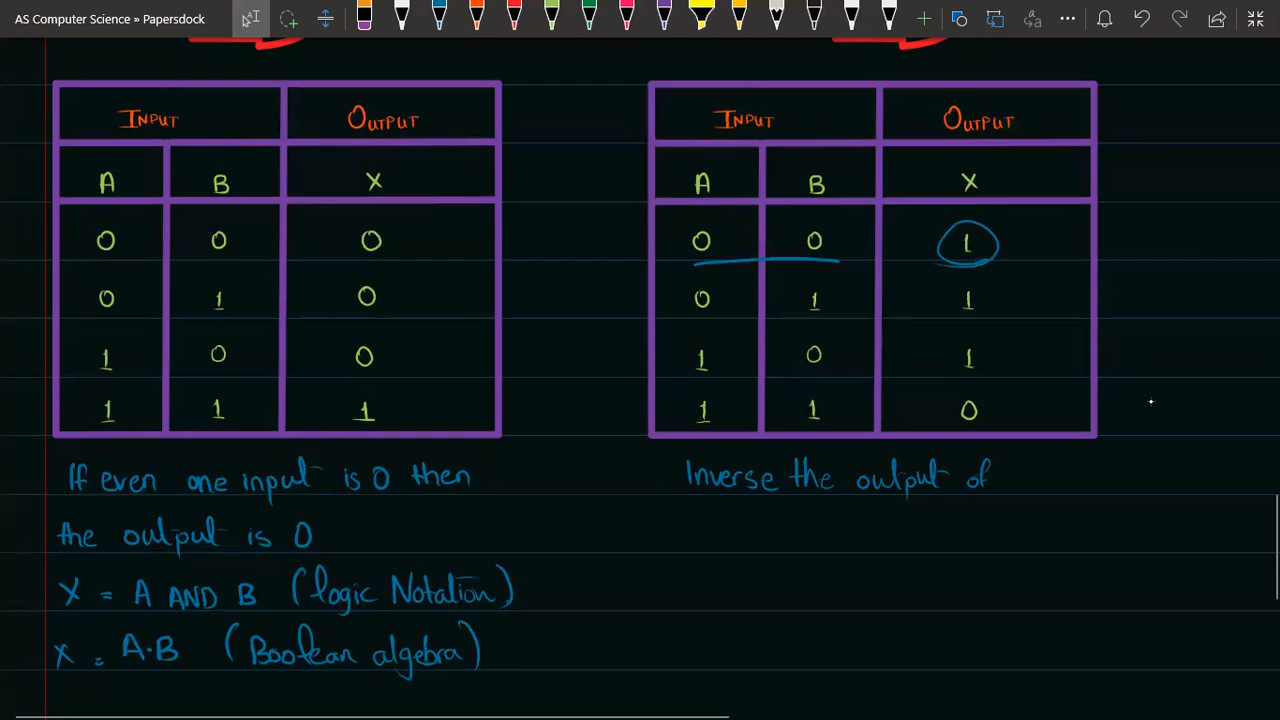 AS Computer Science » Papersdock
INPUT OUTPUT
A B X
0 0 0
0 1 0
1 0 0
1 1 1
If even one input is 0 then
the output is 0
X = A AND B (logic Notation)
X = A·B (Boolean algebra)
INPUT OUTPUT
A B X
0 0 1
0 1 1
1 0 1
1 1 0
Inverse the output of